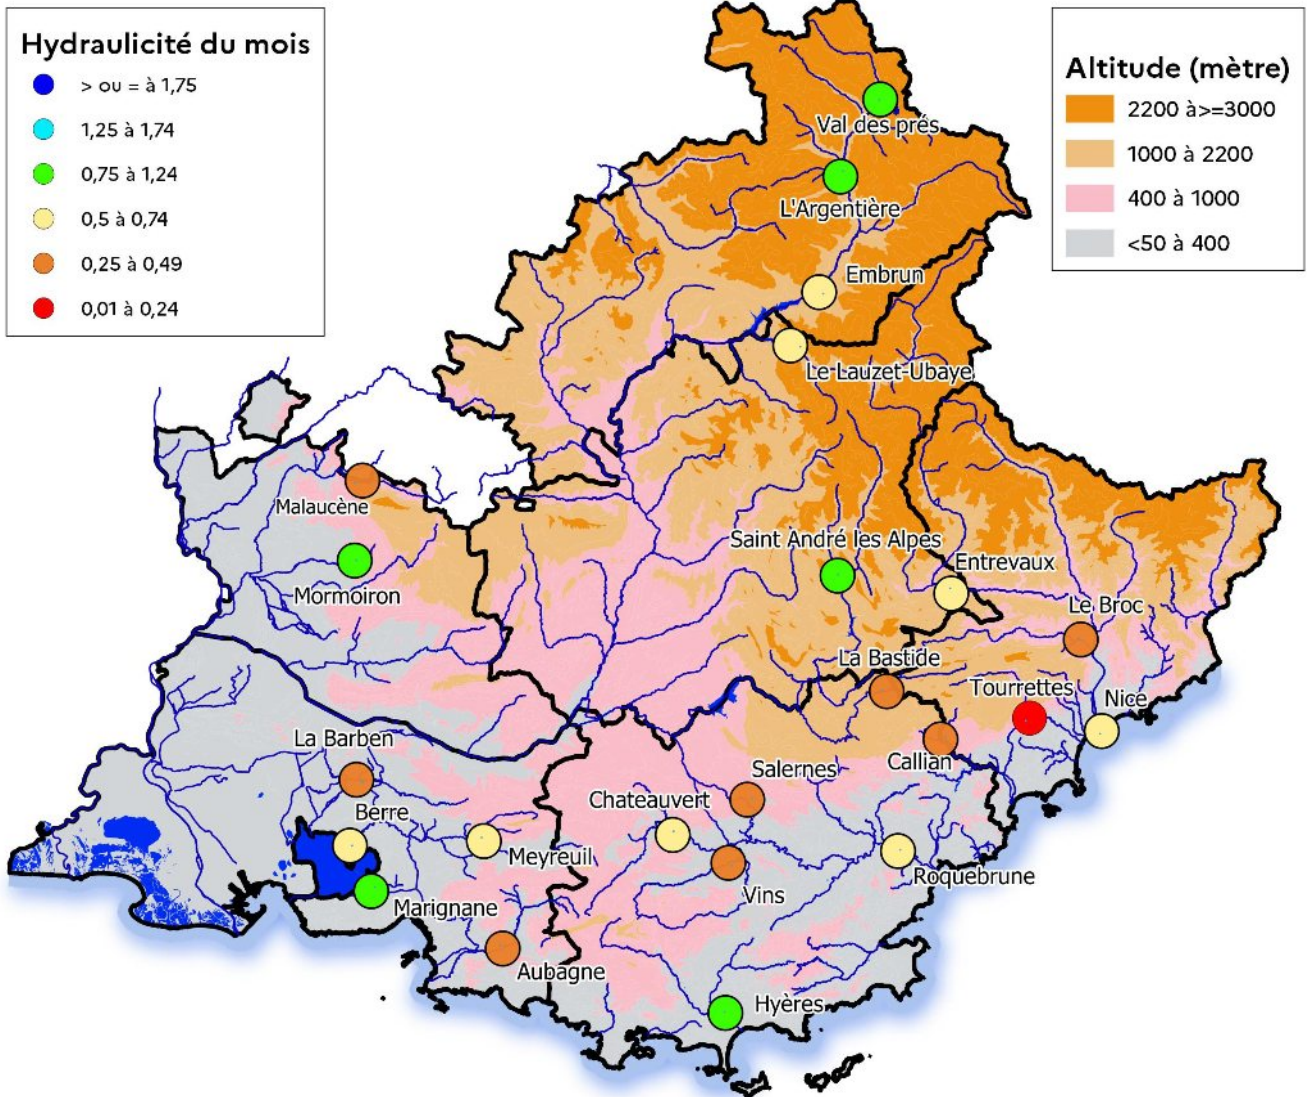 Hydraulicité du mois
> ou = à 1,75
1,25 à 1,74
0,75 à 1,24
0,5 à 0,74
0,25 à 0,49
0,01 à 0,24
Altitude (mètre)
2200 à>=3000
1000 à 2200
400 à 1000
<50 à 400
Val des prés
L'Argentière
Embrun
Le Lauzet-Ubaye
Malaucène
Saint André les Alpes
Entrevaux
Mormoiron
Le Broc
La Bastide
Tourrettes
Nice
La Barben
Callian
Salernes
Chateauvert
Berre
Meyreuil
Roquebrune
Vins
Marignane
Aubagne
Hyères